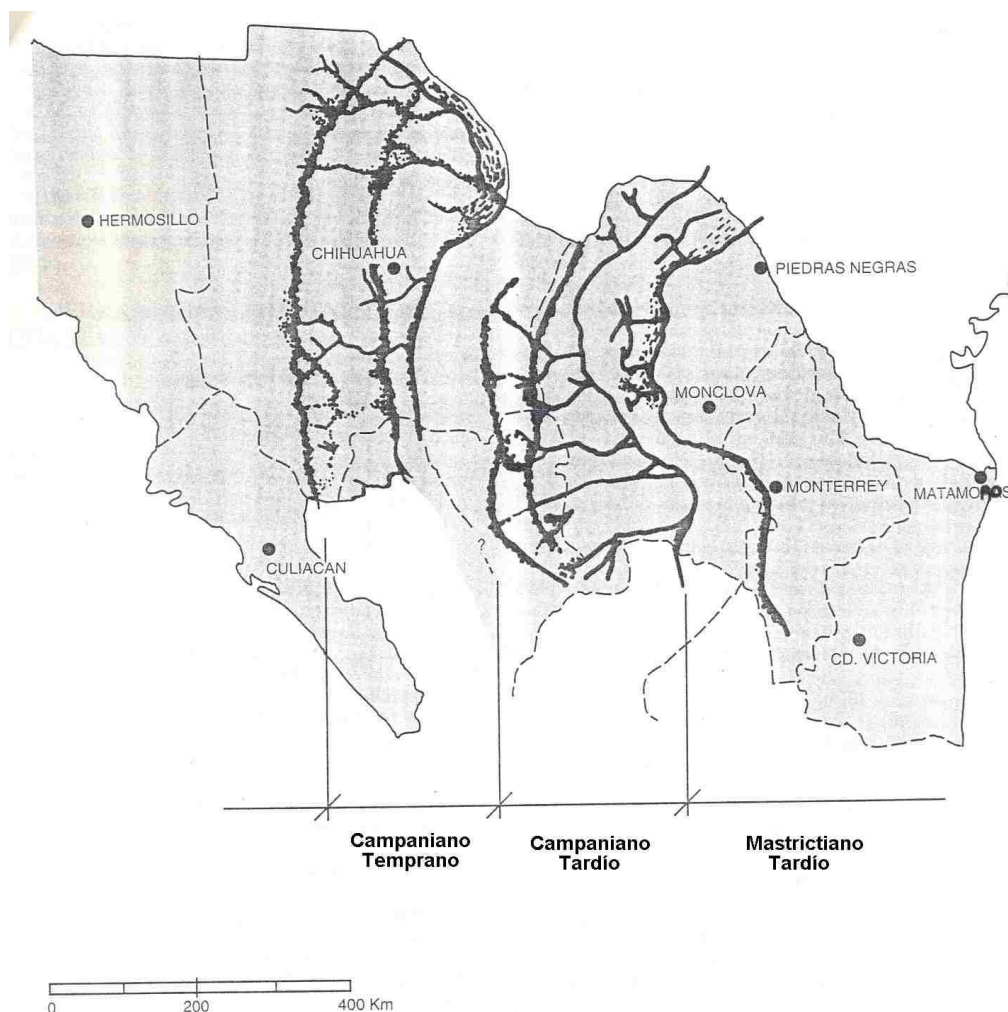 HERMOSILLO
CHIHUAHUA
PIEDRAS NEGRAS
MONCLOVA
MONTERREY
MATAMOROS
?
CULIACAN
CD. VICTORIA
Campaniano
Temprano
Campaniano
Tardío
Mastrictiano
Tardío
0
200
400 Km